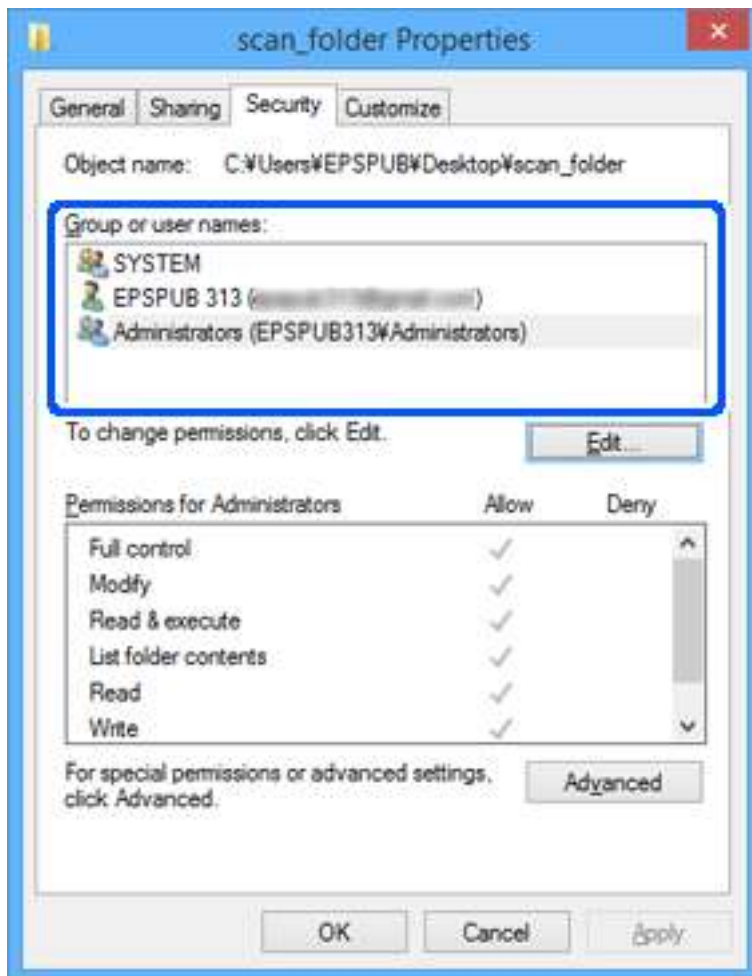 scan_folder Properties
General Sharing Security Customize
Object name: C:¥Users¥EPSPUB¥Desktop¥scan_folder
Group or user names:
SYSTEM
EPSPUB 313 ( )
Administrators (EPSPUB313¥Administrators)
To change permissions, click Edit.
Edit...
Permissions for Administrators Allow Deny
Full control
Modify
Read & execute
List folder contents
Read
Write
For special permissions or advanced settings,
click Advanced.
Advanced
OK Cancel Apply